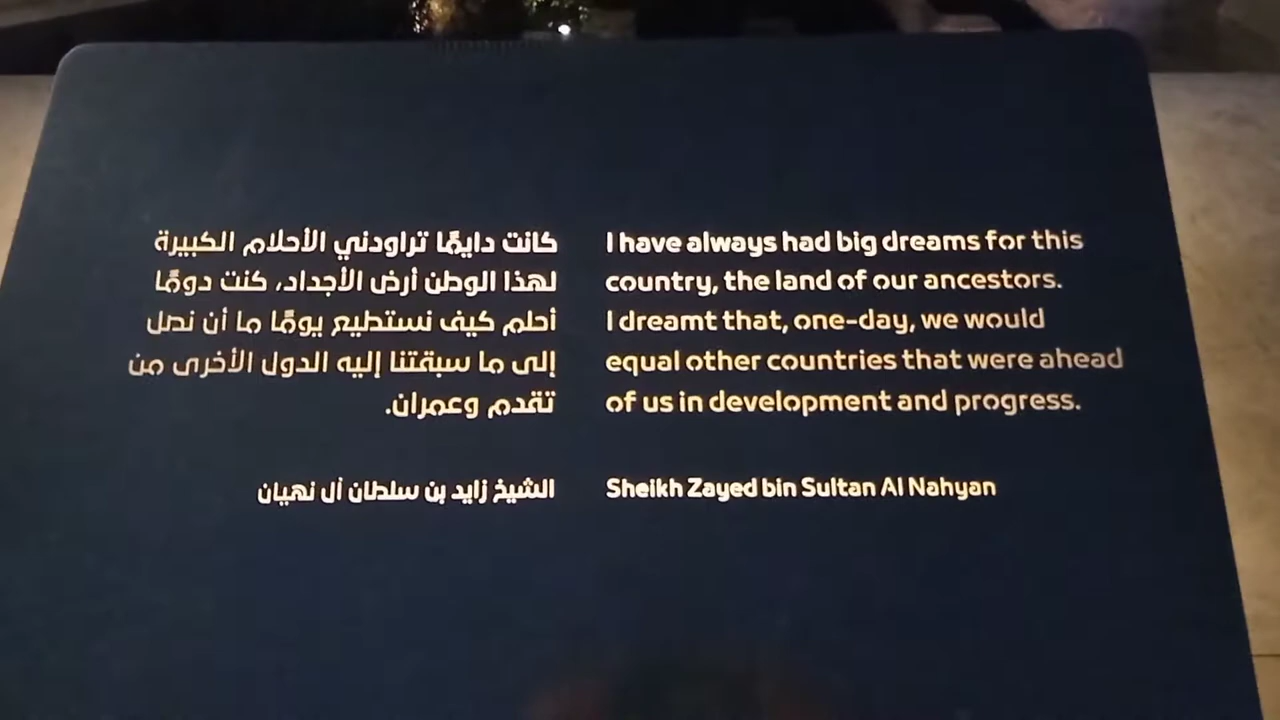 كانت دايمًا تراودني الأحلام الكبيرة
لهذا الوطن أرض الأجداد، كنت دومًا
أحلم كيف نستطيع يومًا ما أن نصل
إلى ما سبقتنا إليه الدول الأخرى من
تقدم وعمران.
الشيخ زايد بن سلطان آل نهيان
I have always had big dreams for this
country, the land of our ancestors.
I dreamt that, one-day, we would
equal other countries that were ahead
of us in development and progress.
Sheikh Zayed bin Sultan Al Nahyan